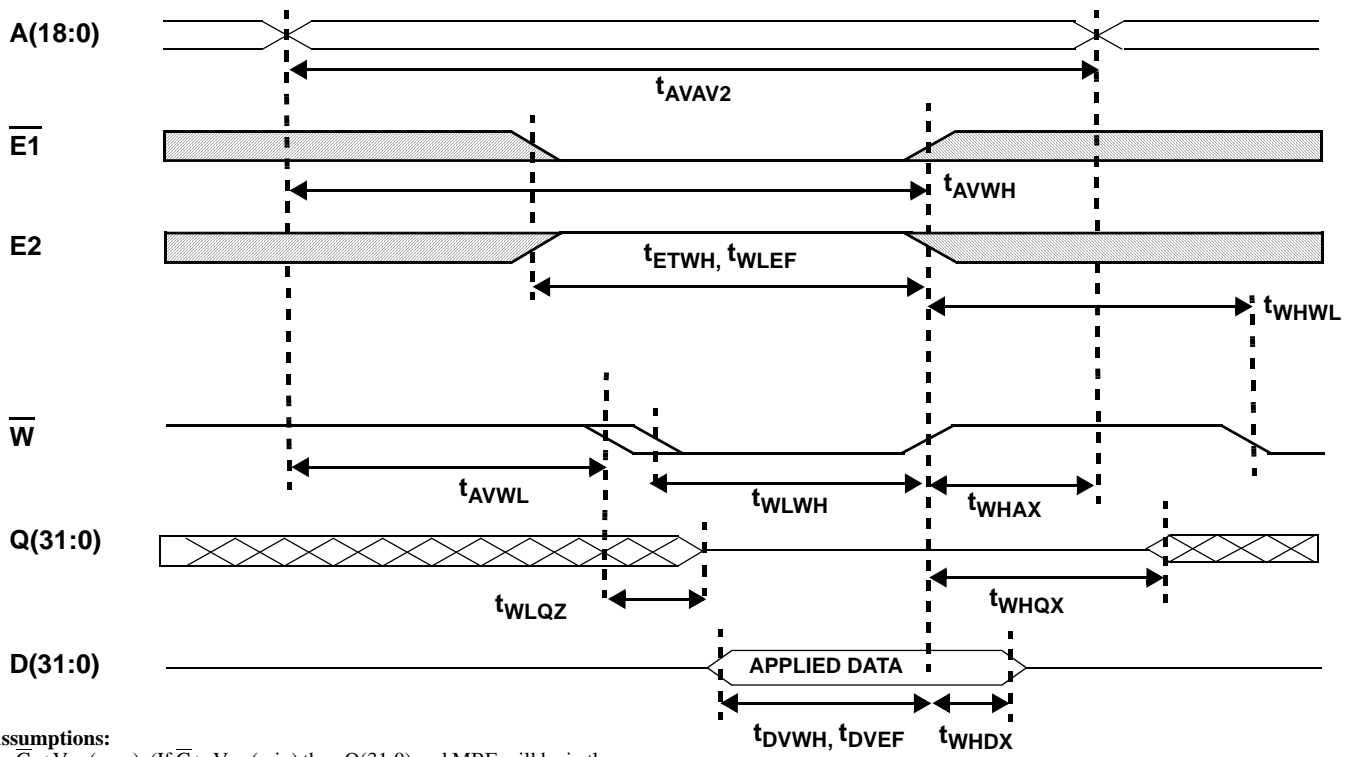 A(18:0)
tAVAV2
E1
tAVWH
E2
tETWH, tWLEF
tWHWL
W
tAVWL
tWLWH
tWHAX
Q(31:0)
tWLQZ
tWHQX
D(31:0)
APPLIED DATA
tDVWH, tDVEF
tWHDX
ssumptions: